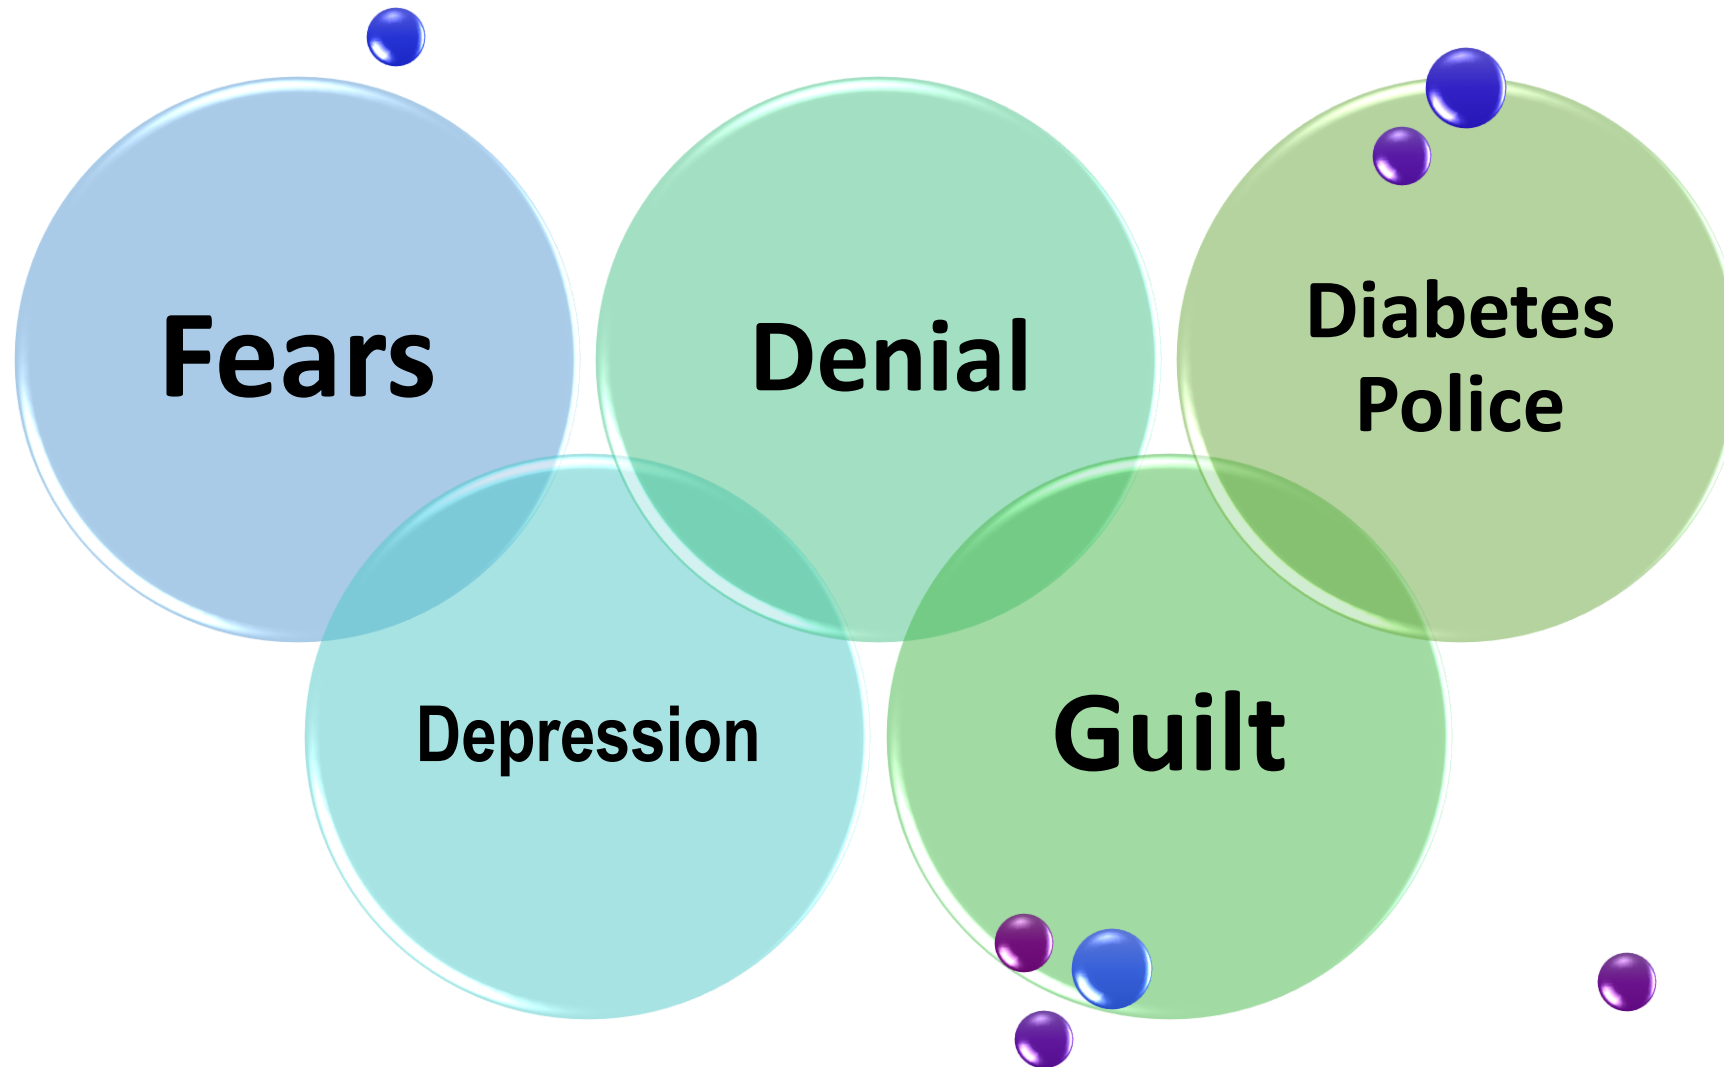 Fears
Denial
Diabetes
Police
Depression
Guilt